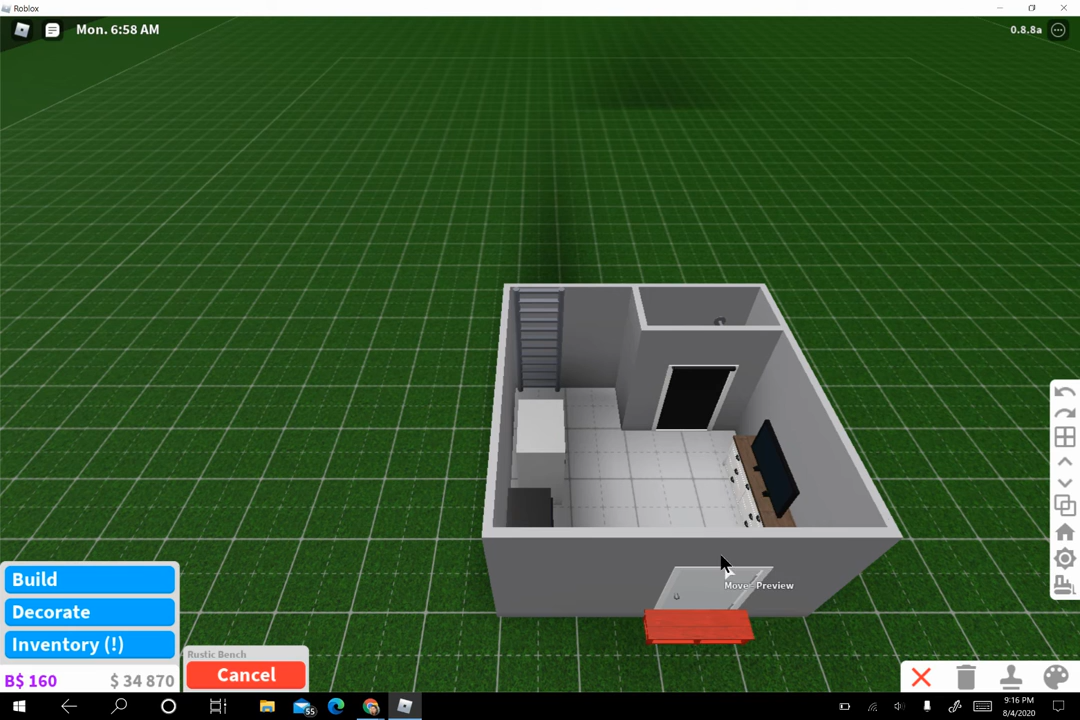 Roblox
Mon. 6:58 AM
0.8.8a
Move - Preview
Build
Decorate
Inventory (!)
B$ 160
$ 34 870
Rustic Bench
Cancel
55
9:16 PM
8/4/2020